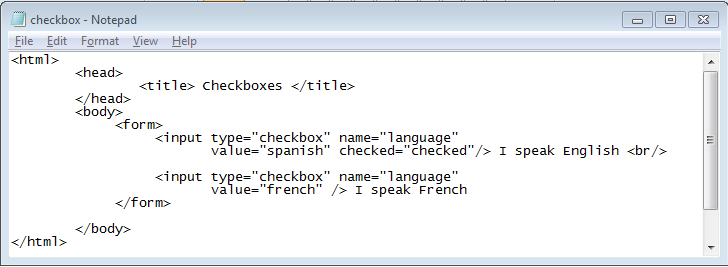 checkbox - Notepad
File Edit Format View Help
<html>
<head>
<title> Checkboxes </title>
</head>
<body>
<form>
<input type="checkbox" name="language"
value="spanish" checked="checked"/> I speak English <br/>
<input type="checkbox" name="language"
value="french" /> I speak French
</form>
</body>
</html>